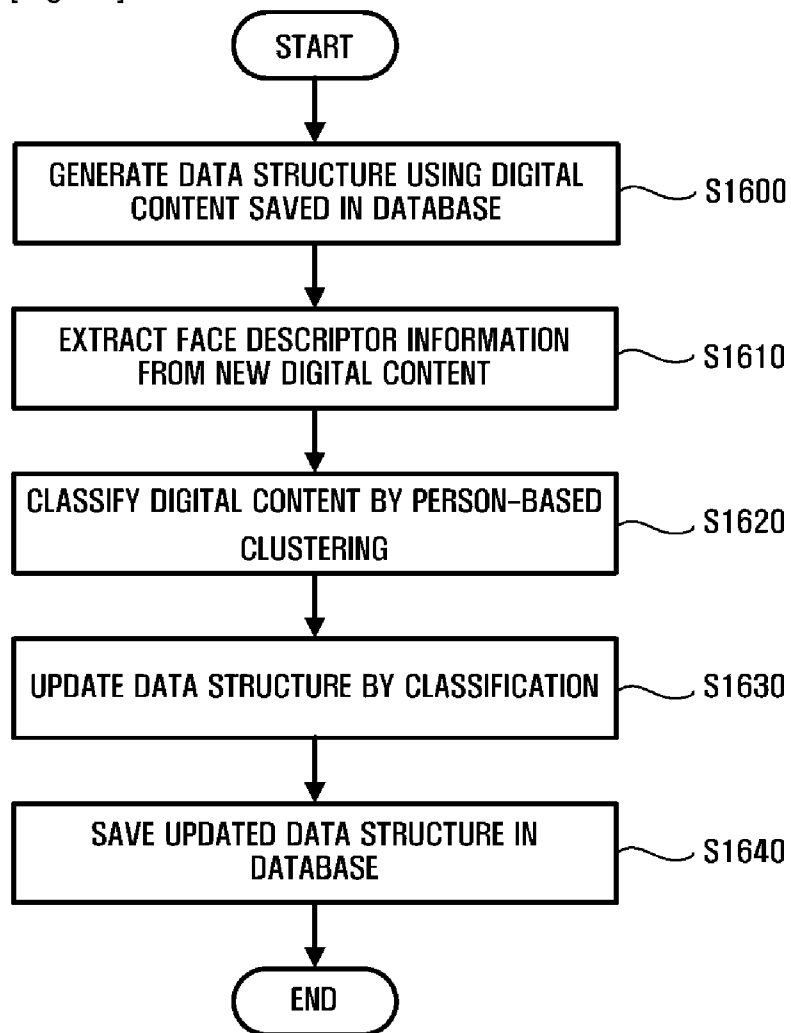 START
GENERATE DATA STRUCTURE USING DIGITAL
CONTENT SAVED IN DATABASE
S1600
EXTRACT FACE DESCRIPTOR INFORMATION
FROM NEW DIGITAL CONTENT
S1610
CLASSIFY DIGITAL CONTENT BY PERSON-BASED
CLUSTERING
S1620
UPDATE DATA STRUCTURE BY CLASSIFICATION
S1630
SAVE UPDATED DATA STRUCTURE IN
DATABASE
S1640
END